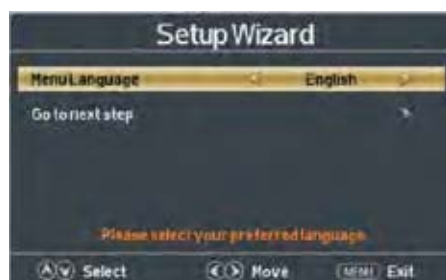 Setup Wizard
Menu Language English
Go to next step
Please select your preferred language
Select Move MENU Exit